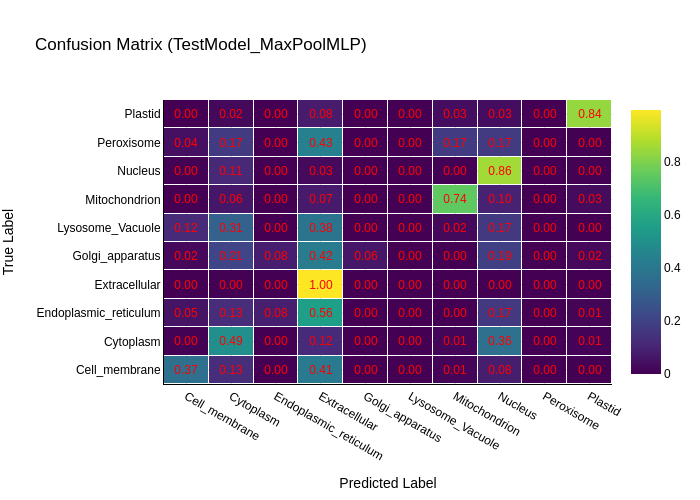 Confusion Matrix (TestModel_MaxPoolMLP)
Plastid 0.00 0.02 0.00 0.08 0.00 0.00 0.03 0.03 0.00 0.84
Peroxisome 0.04 0.17 0.00 0.43 0.00 0.00 0.17 0.17 0.00 0.00
Nucleus 0.00 0.11 0.00 0.03 0.00 0.00 0.00 0.86 0.00 0.00
Mitochondrion 0.00 0.06 0.00 0.07 0.00 0.00 0.74 0.10 0.00 0.03
Lysosome_Vacuole 0.12 0.31 0.00 0.38 0.00 0.00 0.02 0.17 0.00 0.00
Golgi_apparatus 0.02 0.08 0.42 0.06 0.00 0.00 0.00 0.02
Extracellular 0.00 0.00 0.00 1.00 0.00 0.00 0.00 0.00 0.00 0.00
Endoplasmic_reticulum 0.05 0.13 0.08 0.56 0.00 0.00 0.00 0.17 0.00 0.01
Cytoplasm 0.00 0.49 0.00 0.12 0.00 0.00 0.01 0.36 0.00 0.01
Cell_membrane 0.37 0.13 0.00 0.41 0.00 0.00 0.01 0.08 0.00 0.00
Cell_membrane
Cytoplasm
Endoplasmic_reticulum
Extracellular
Golgi_apparatus
Lysosome_Vacuole
Mitochondrion
Nucleus
Peroxisome
Plastid
True Label
Predicted Label
0.8
0.6
0.4
0.2
0